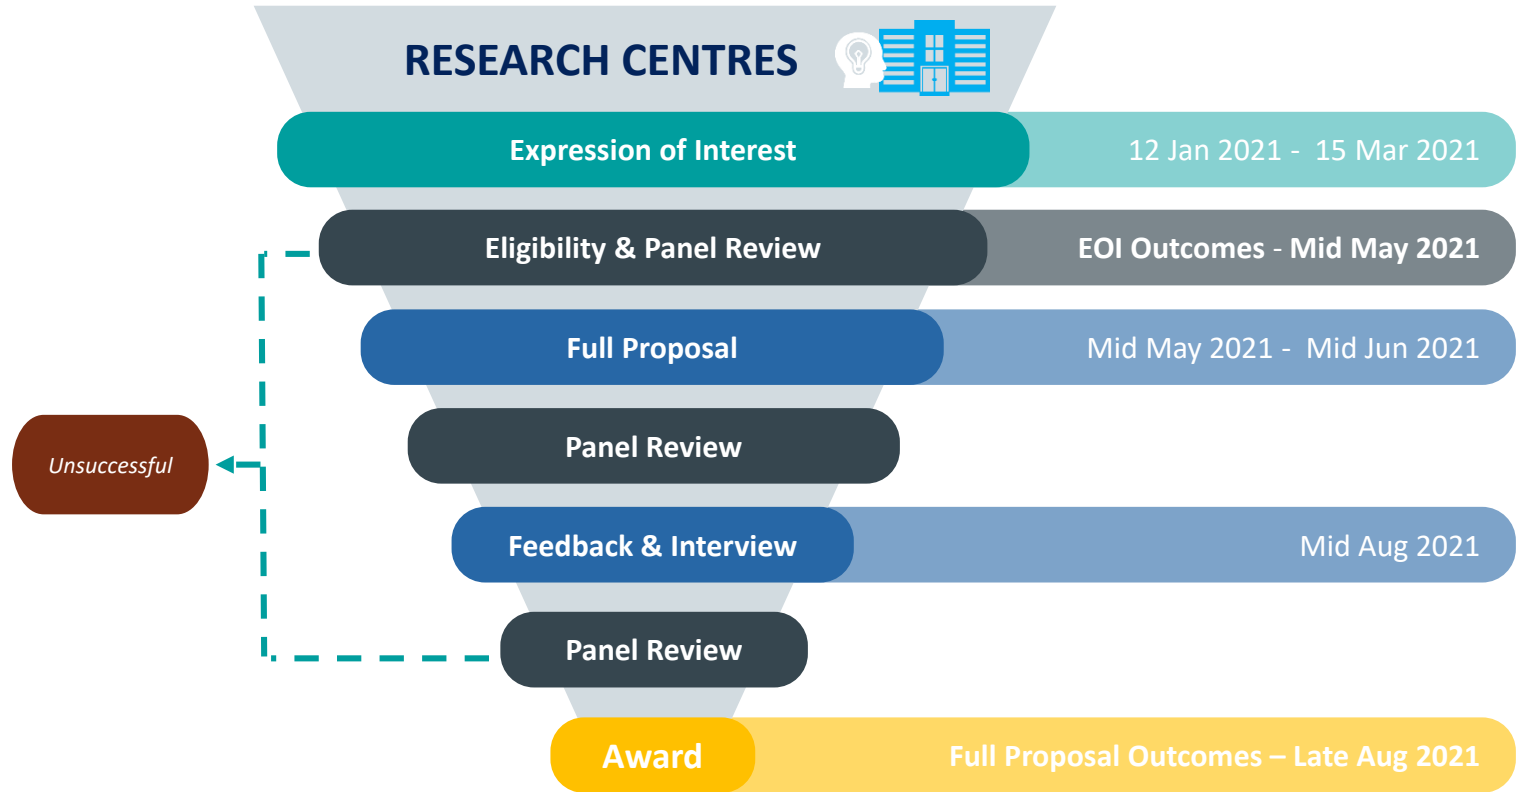 RESEARCH CENTRES
Expression of Interest
12 Jan 2021 - 15 Mar 2021
Eligibility & Panel Review
EOI Outcomes - Mid May 2021
Full Proposal
Mid May 2021 - Mid Jun 2021
Panel Review
Unsuccessful
Feedback & Interview
Mid Aug 2021
Panel Review
Award
Full Proposal Outcomes – Late Aug 2021